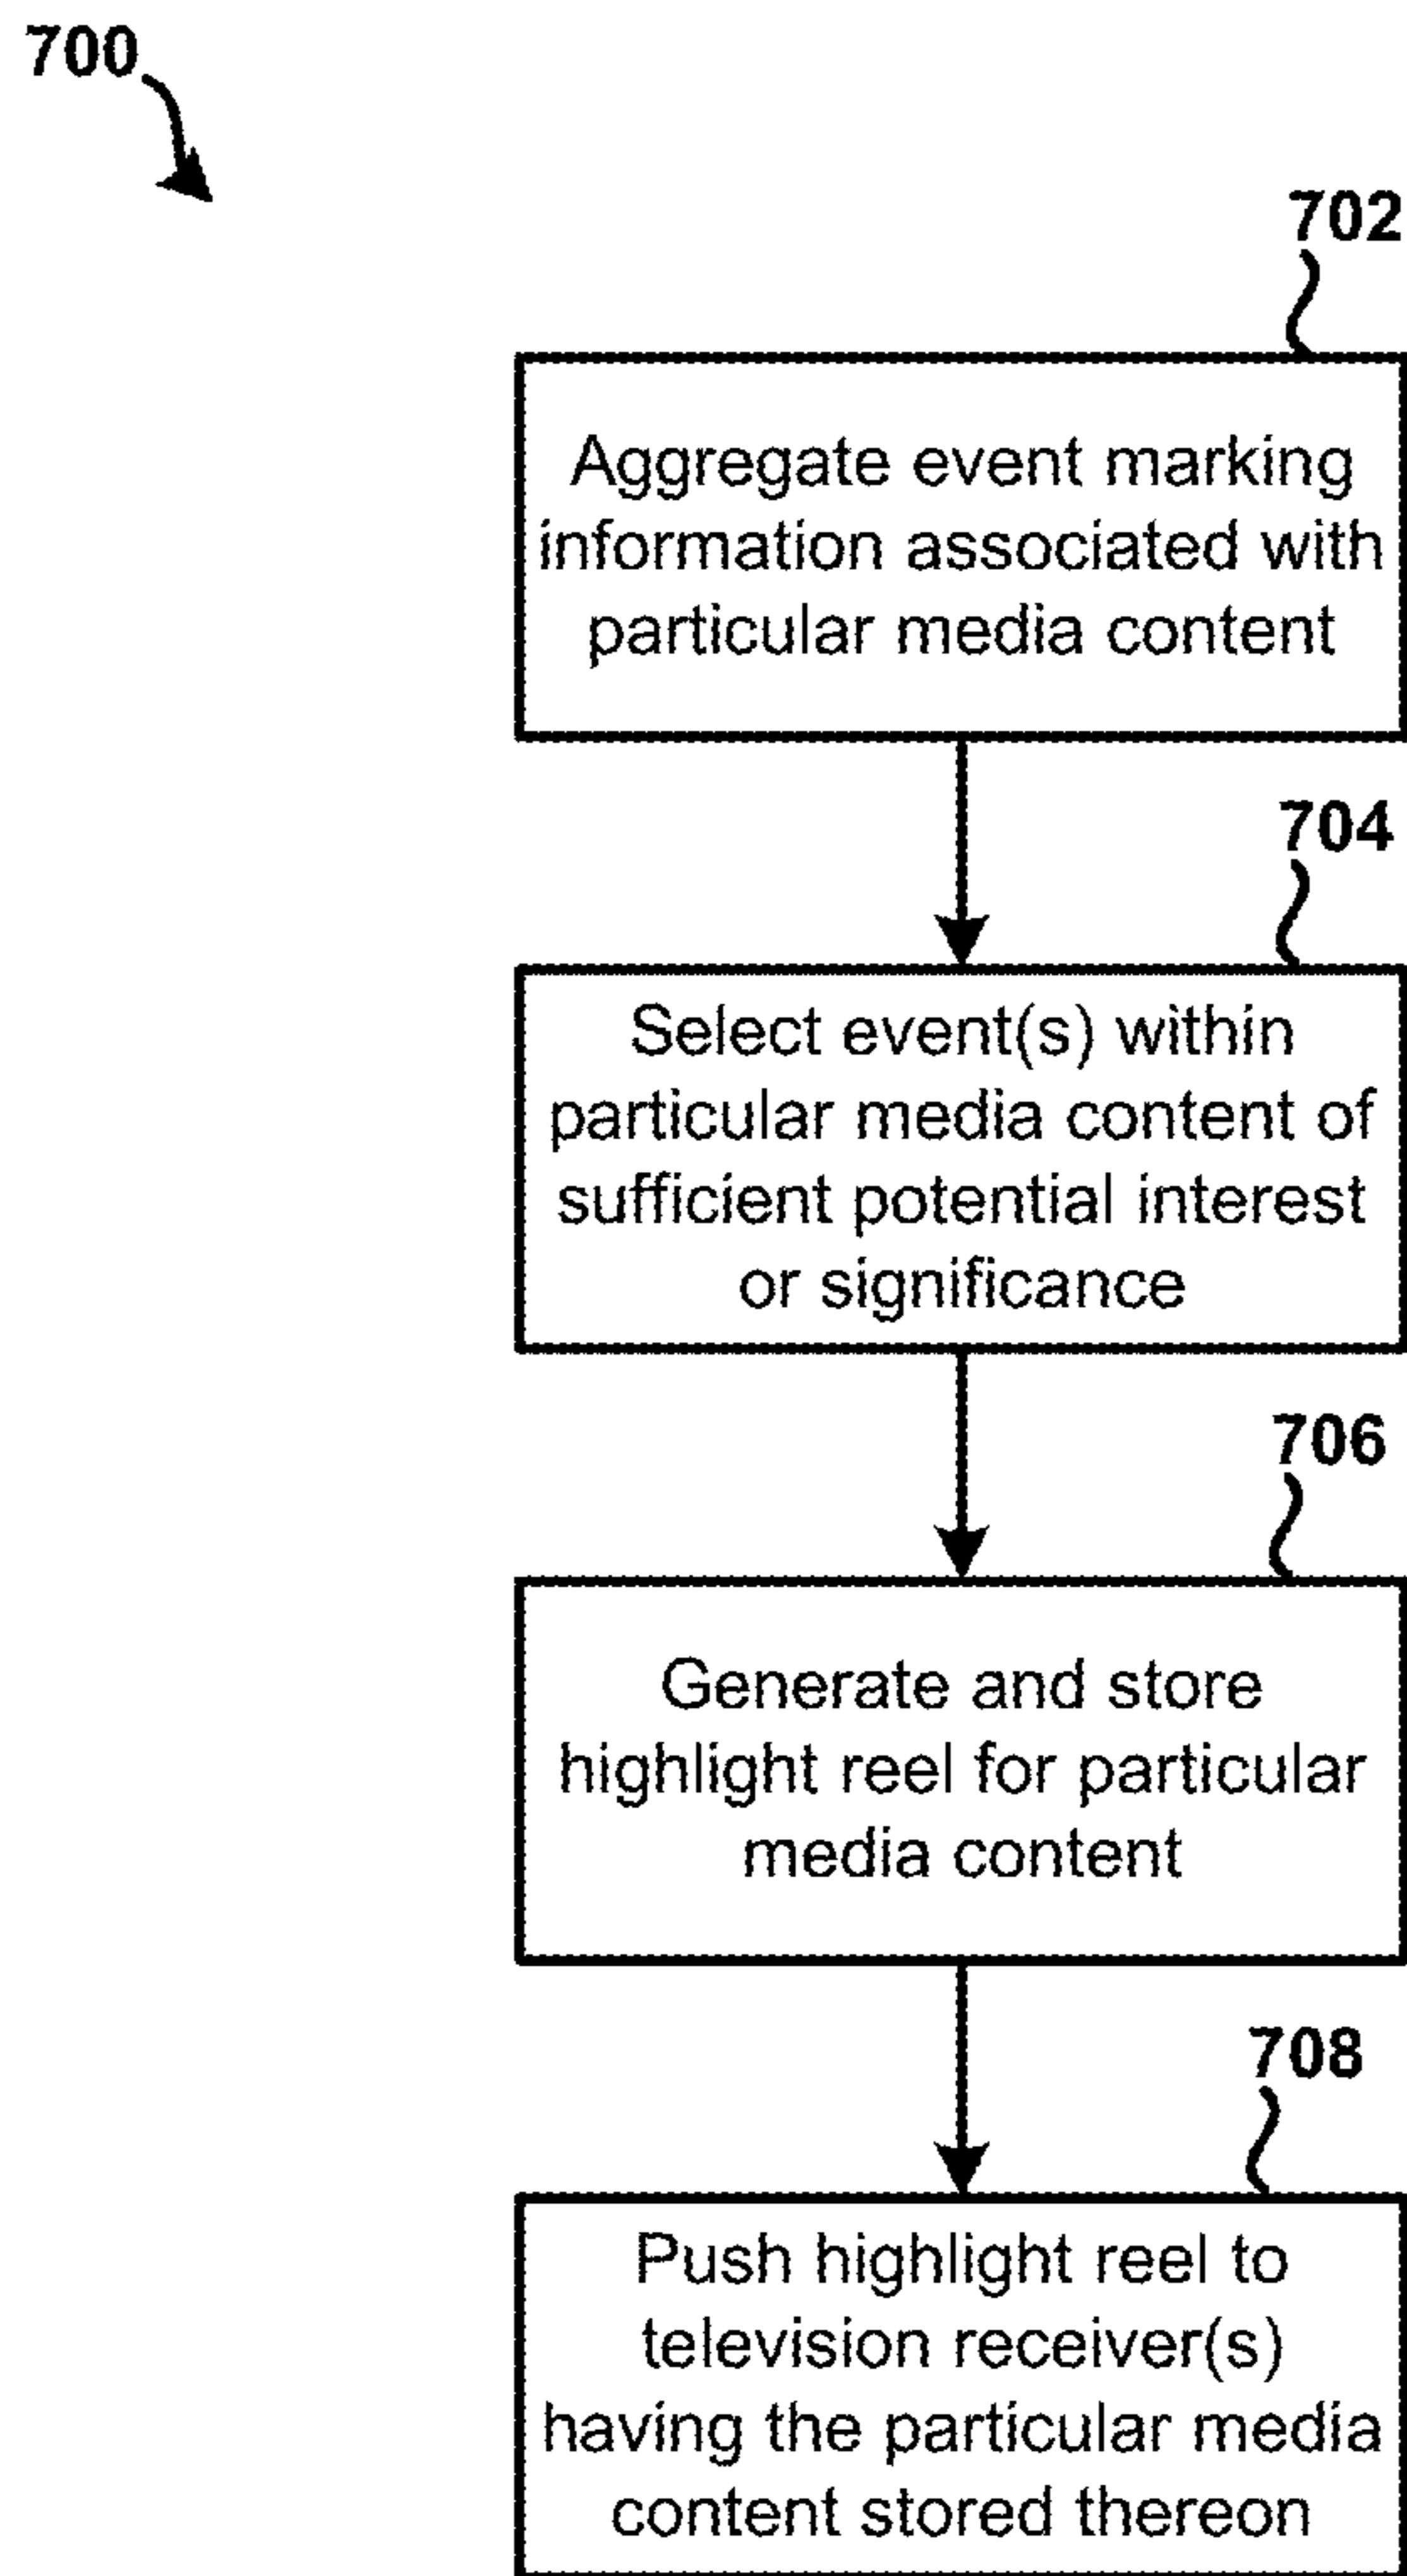 700
702
Aggregate event marking
information associated with
particular media content
704
Select event(s) within
particular media content of
sufficient potential interest
or significance
706
Generate and store
highlight reel for particular
media content
708
Push highlight reel to
television receiver(s)
having the particular media
content stored thereon